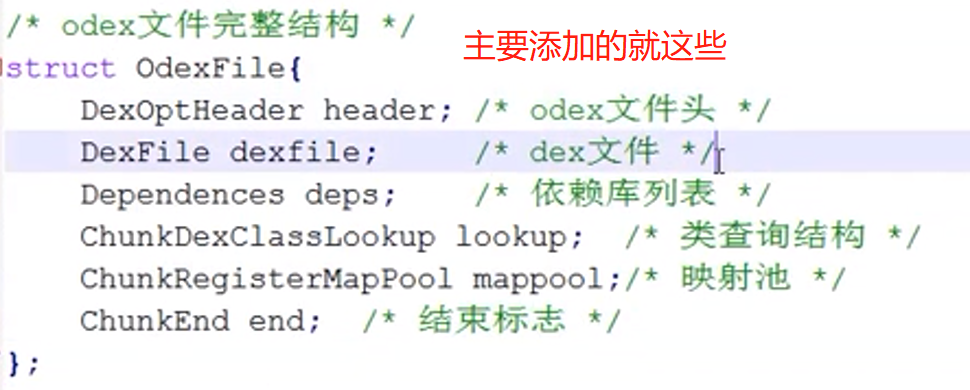 /* odex文件完整结构 */
主要添加的就这些
struct OdexFile{
DexOptHeader header; /* odex文件头 */
DexFile dexfile; /* dex文件 */
Dependences deps; /* 依赖库列表 */
ChunkDexClassLookup lookup; /* 类查询结构 */
ChunkRegisterMapPool mappool;/* 映射池 */
ChunkEnd end; /* 结束标志 */
};